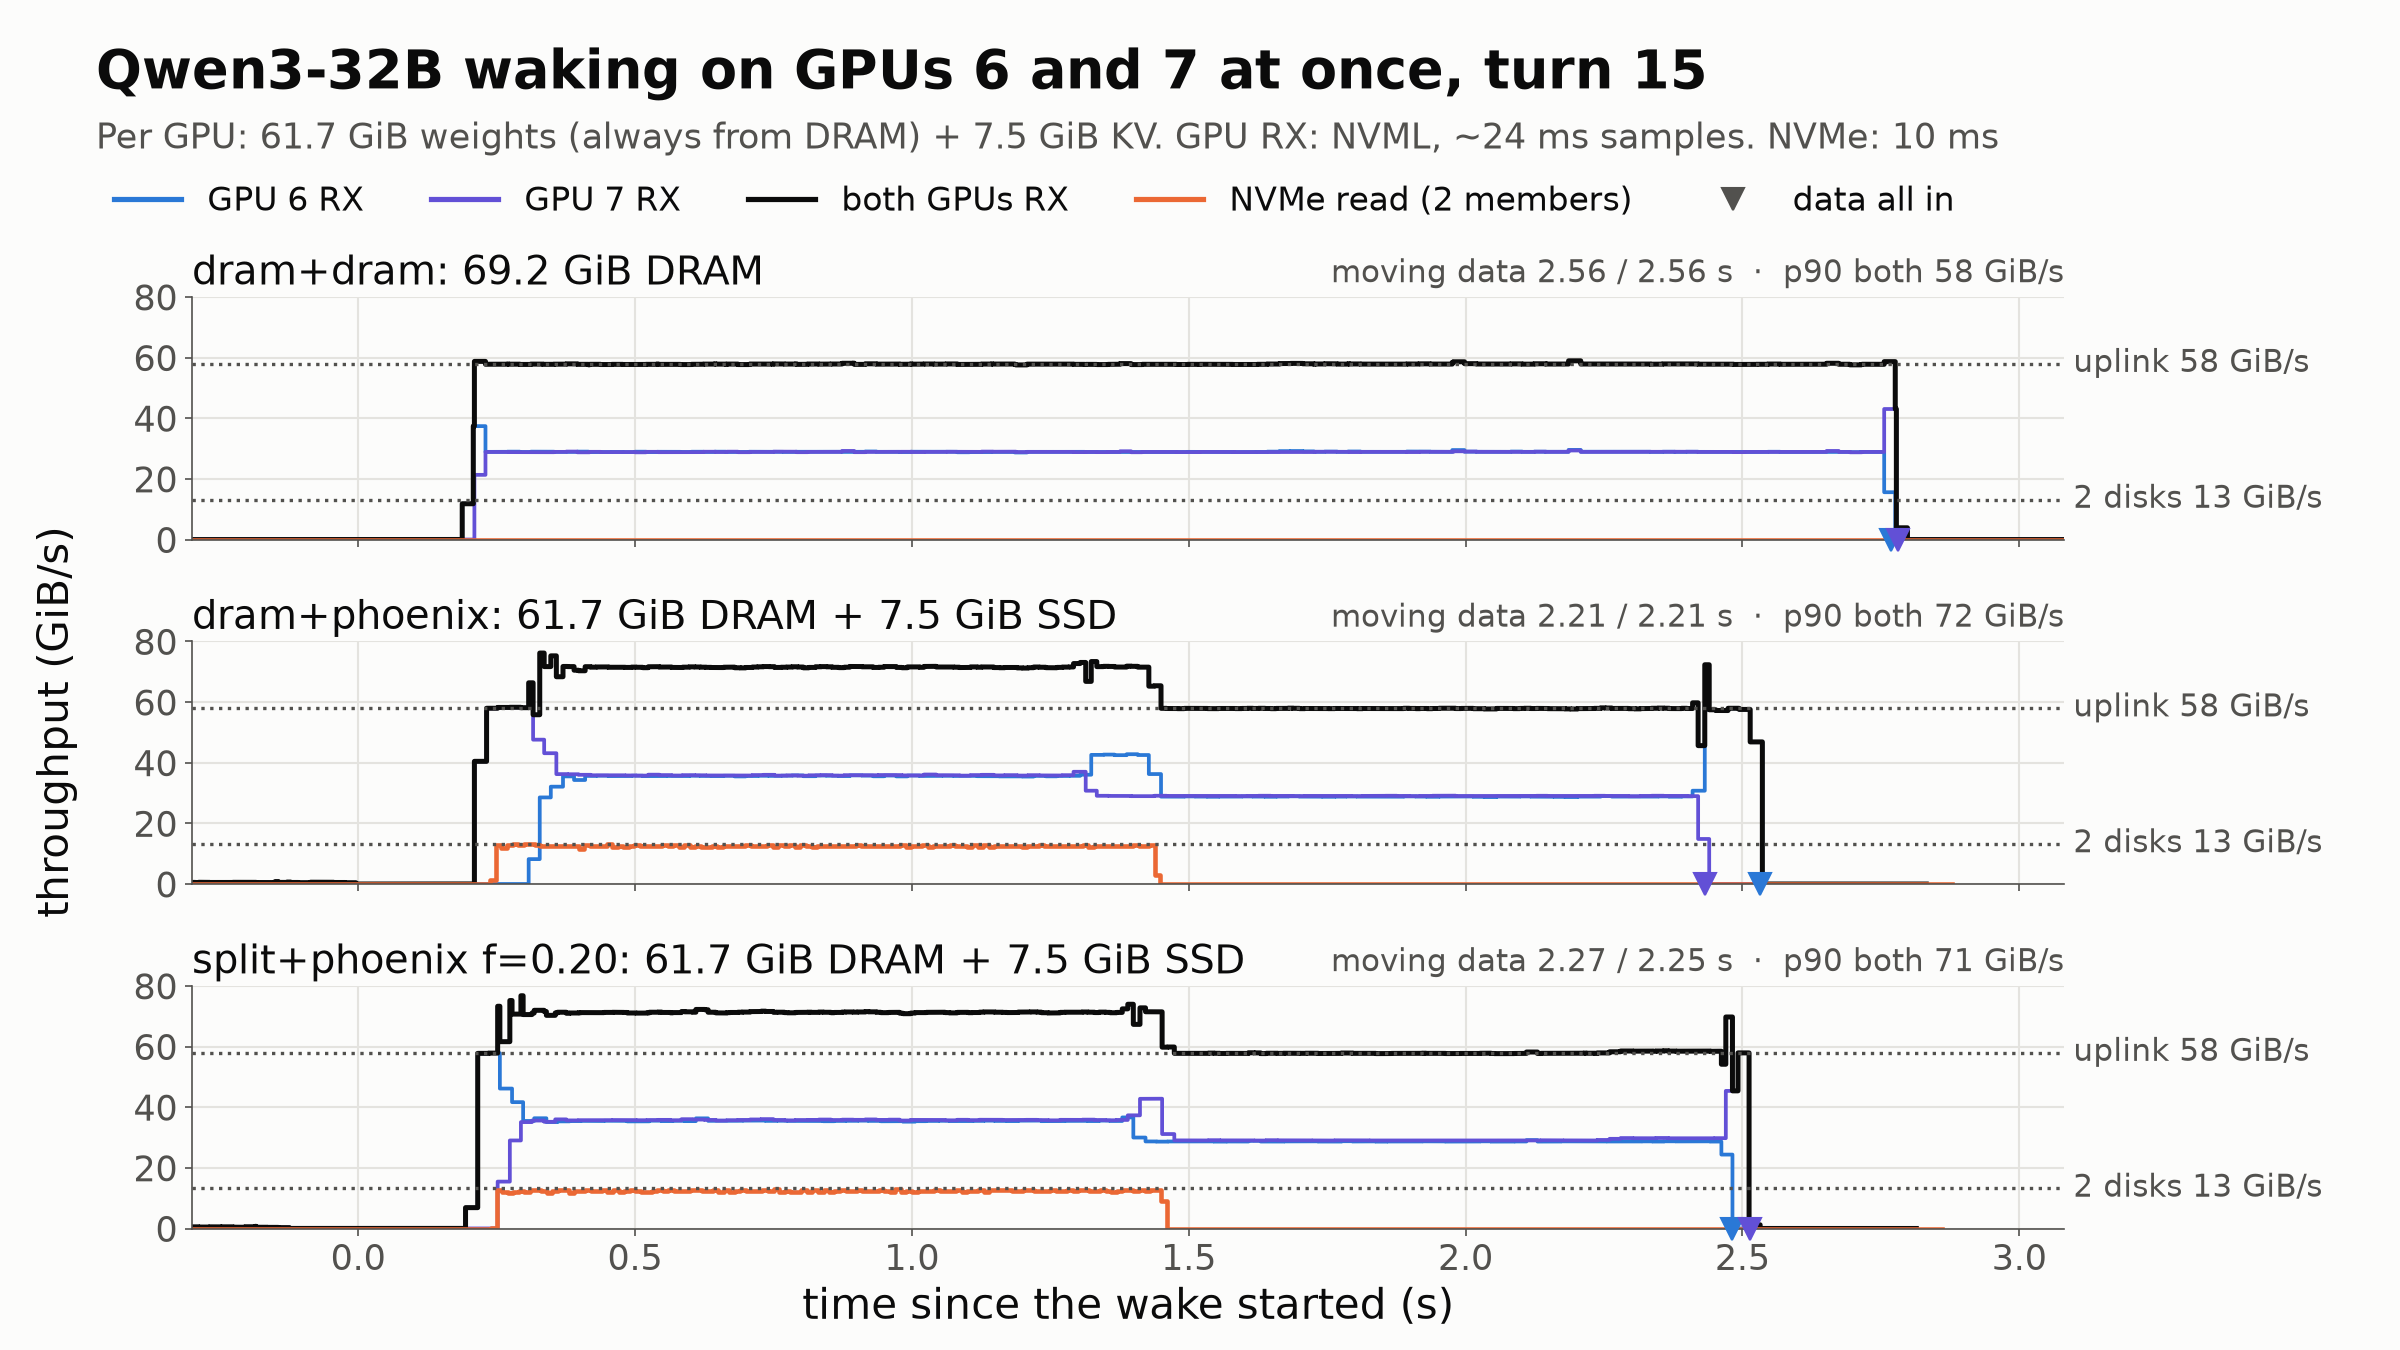 Qwen3-32B waking on GPUs 6 and 7 at once, turn 15
Per GPU: 61.7 GiB weights (always from DRAM) + 7.5 GiB KV. GPU RX: NVML, ~24 ms samples. NVMe: 10 ms
GPU 6 RX GPU 7 RX both GPUs RX NVMe read (2 members) data all in
dram+dram: 69.2 GiB DRAM
moving data 2.56 / 2.56 s · p90 both 58 GiB/s
80
60
40
20
0
uplink 58 GiB/s
2 disks 13 GiB/s
dram+phoenix: 61.7 GiB DRAM + 7.5 GiB SSD
moving data 2.21 / 2.21 s · p90 both 72 GiB/s
80
60
40
20
0
uplink 58 GiB/s
2 disks 13 GiB/s
split+phoenix f=0.20: 61.7 GiB DRAM + 7.5 GiB SSD
moving data 2.27 / 2.25 s · p90 both 71 GiB/s
80
60
40
20
0
uplink 58 GiB/s
2 disks 13 GiB/s
0.0 0.5 1.0 1.5 2.0 2.5 3.0
time since the wake started (s)
throughput (GiB/s)